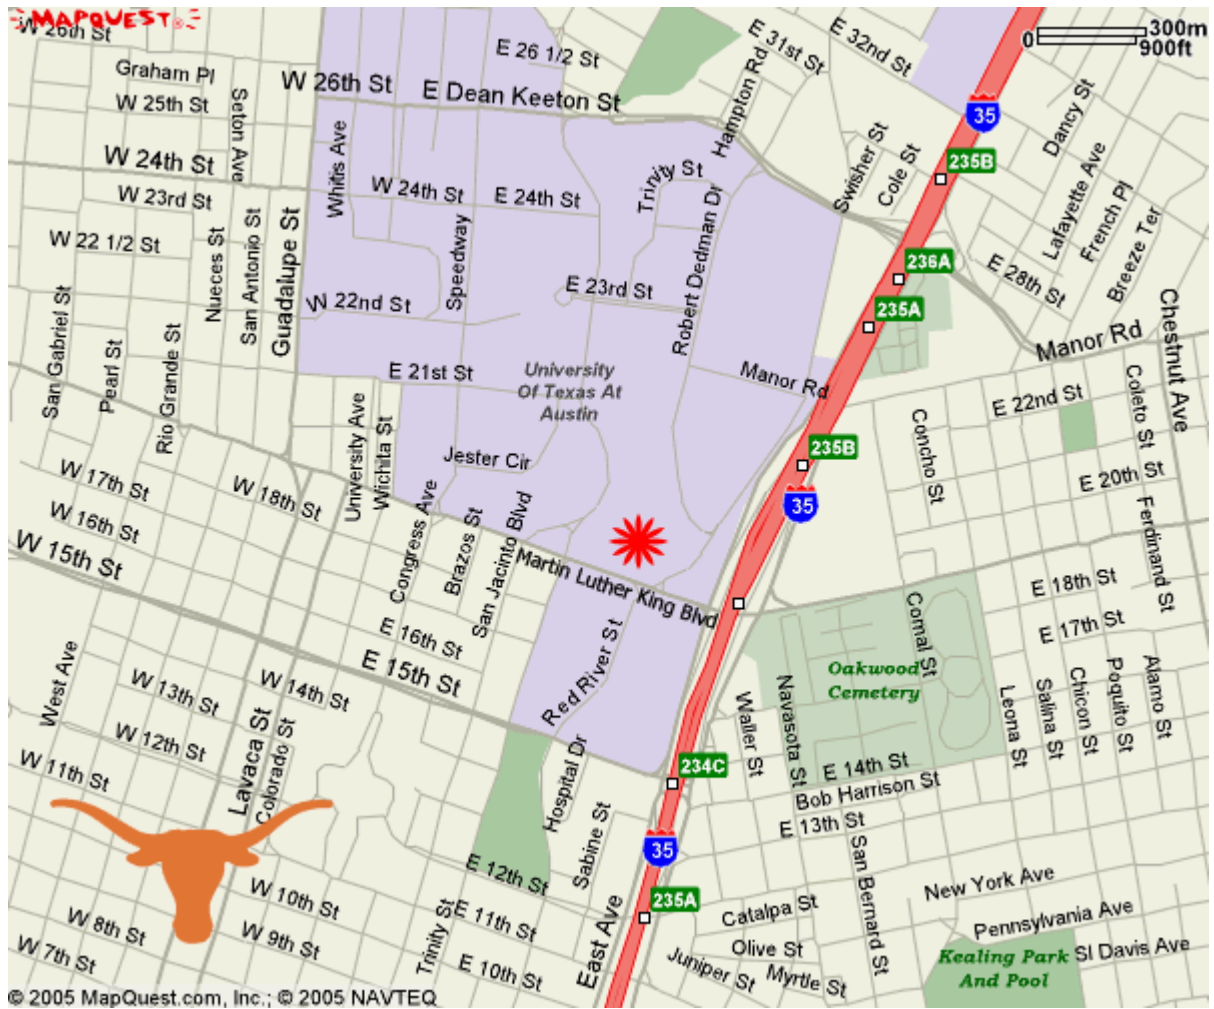 MAPQUEST
W 26th St
E 26 1/2 St
E 31st St
E 32nd St
300m
0
900ft
Graham Pl
W 26th St
E Dean Keeton St
Hampton Rd
35
Dancy St
W 25th St
Seton Ave
Whitis Ave
Swisher St
Cole St
235B
Lafayette Ave
French Pl
Breeze Ter
W 24th St
W 24th St
E 24th St
Trinity St
W 23rd St
Speedway
Robert Dedman Dr
W 22 1/2 St
Nueces St
San Antonio St
Guadalupe St
236A
E 28th St
W 22nd St
E 23rd St
235A
Chestnut Ave
San Gabriel St
Pearl St
Rio Grande St
Manor Rd
E 21st St
University
Of Texas At
Austin
Manor Rd
E 22nd St
Coleto St
University Ave
Wichita St
Concho St
235B
Jester Cir
W 17th St
W 18th St
E 20th St
35
W 16th St
Congress Ave
Brazos St
San Jacinto Blvd
Ferdinand St
W 15th St
Martin Luther King Blvd
E 18th St
Comal St
E 16th St
E 17th St
E 15th St
Red River St
Oakwood
Cemetery
West Ave
W 13th St
W 14th St
Navasota St
Waller St
Leona St
Salina St
Chicon St
Poquito St
Alamo St
W 12th St
Lavaca St
Colorado St
W 11th St
Hospital Dr
234C
E 14th St
Bob Harrison St
E 13th St
Sabine St
35
San Bernard St
E 12th St
New York Ave
W 10th St
235A
Catalpa St
Pennsylvania Ave
W 8th St
W 9th St
Trinity St
E 11th St
East Ave
Olive St
Sl Davis Ave
W 7th St
E 10th St
Juniper St
Myrtle St
Kealing Park
And Pool
© 2005 MapQuest.com, Inc.; © 2005 NAVTEQ